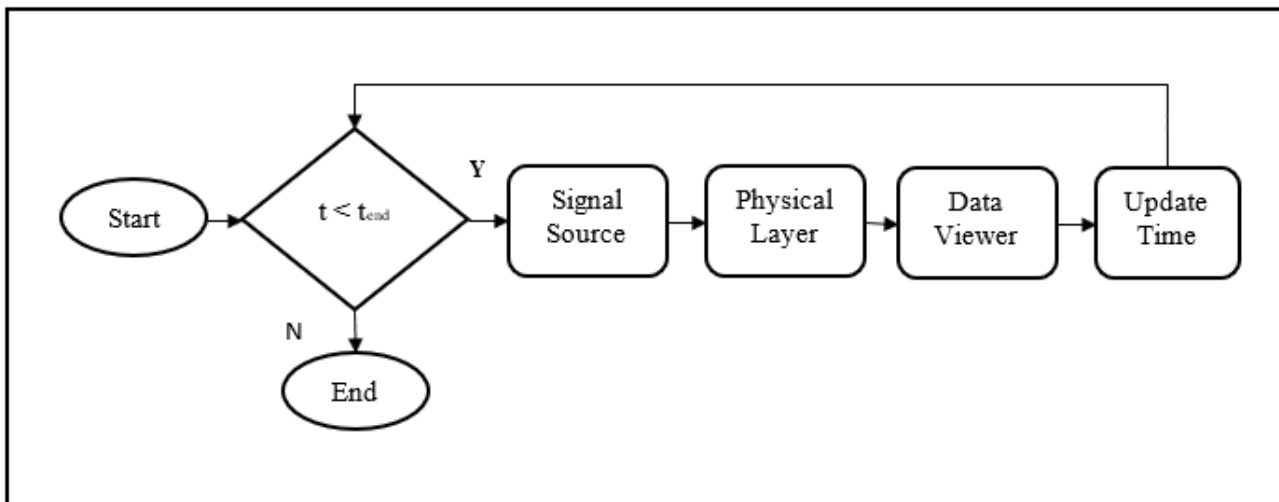 Y
Start
t < tend
Signal
Source
Physical
Layer
Data
Viewer
Update
Time
N
End